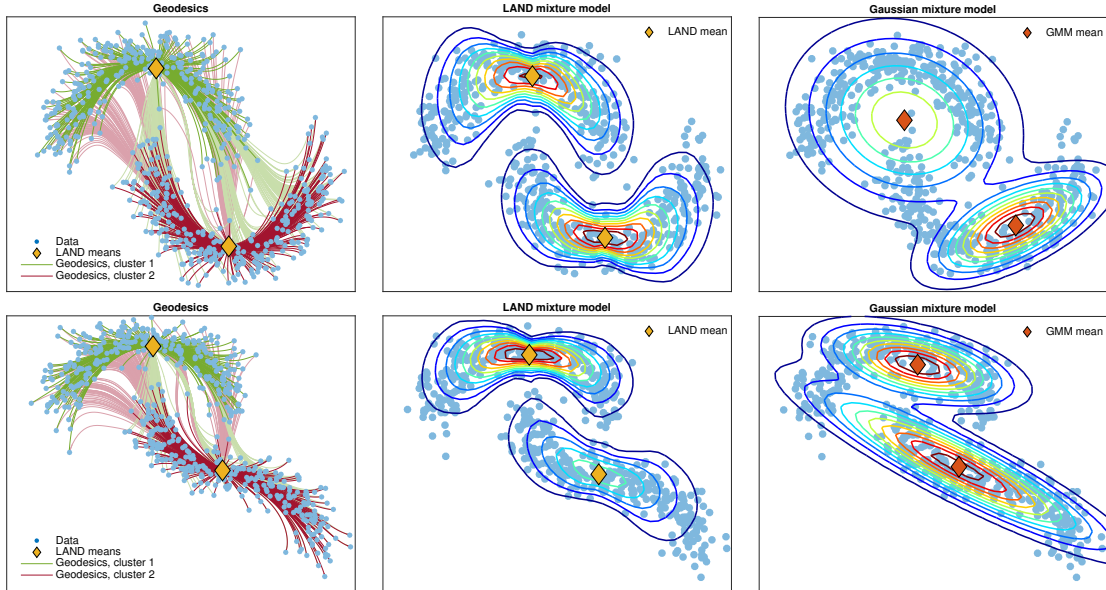 Geodesics
Data
LAND means
Geodesics, cluster 1
Geodesics, cluster 2
LAND mixture model
LAND mean
Gaussian mixture model
GMM mean
Geodesics
Data
LAND means
Geodesics, cluster 1
Geodesics, cluster 2
LAND mixture model
LAND mean
Gaussian mixture model
GMM mean